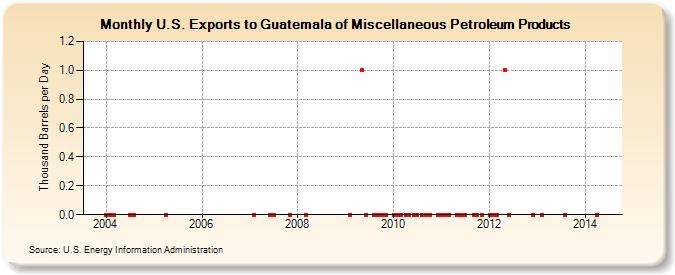 Monthly U.S. Exports to Guatemala of Miscellaneous Petroleum Products
Thousand Barrels per Day
1.2
1.0
0.8
0.6
0.4
0.2
0.0
2004 2006 2008 2010 2012 2014
Source: U.S. Energy Information Administration